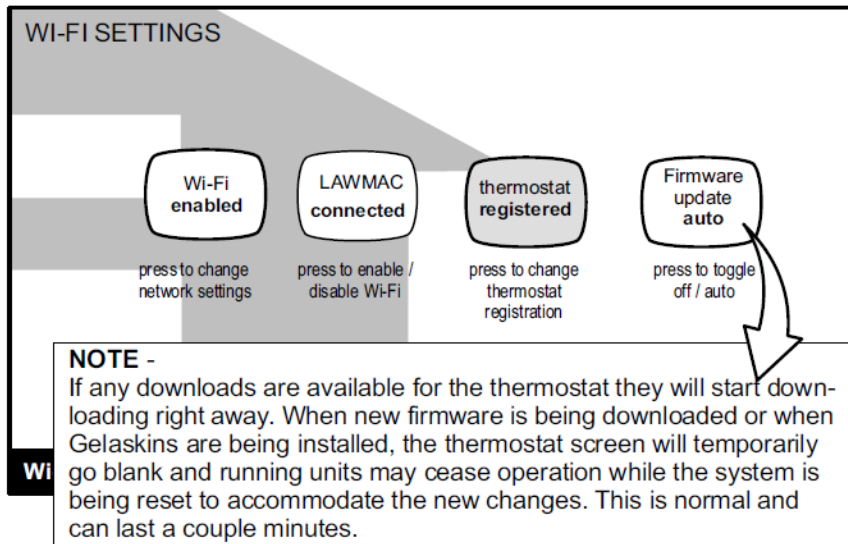 WI-FI SETTINGS
Wi-Fi
enabled
LAWMAC
connected
thermostat
registered
Firmware
update
auto
press to change
network settings
press to enable /
disable Wi-Fi
press to change
thermostat
registration
press to toggle
off / auto
NOTE -
If any downloads are available for the thermostat they will start down-
loading right away. When new firmware is being downloaded or when
Gelaskins are being installed, the thermostat screen will temporarily
go blank and running units may cease operation while the system is
Wi
being reset to accommodate the new changes. This is normal and
can last a couple minutes.